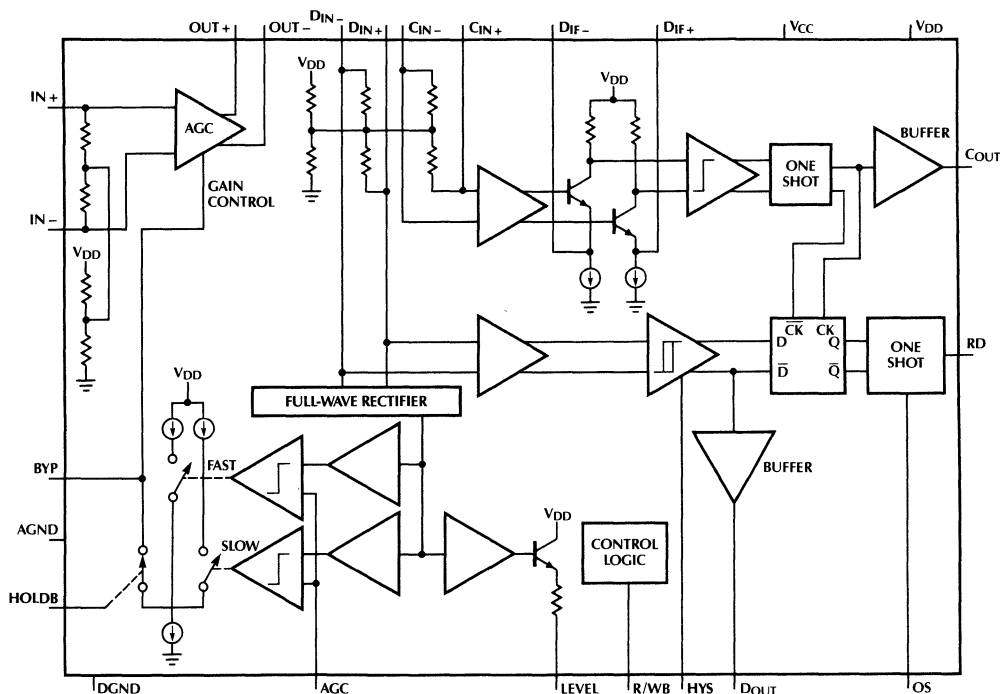 OUT+ OUT– DIN– DIN+ CIN– CIN+ DIF– DIF+ VCC VDD
VDD
VDD
IN+
AGC
BUFFER
ONE SHOT
COUT
GAIN CONTROL
IN–
VDD
C̅K̅ CK
D Q
D̅ Q̅
ONE SHOT
RD
VDD
FULL-WAVE RECTIFIER
BYP
FAST
BUFFER
AGND
VDD
SLOW
CONTROL LOGIC
HOLDB
DGND AGC LEVEL R/WB HYS DOUT OS